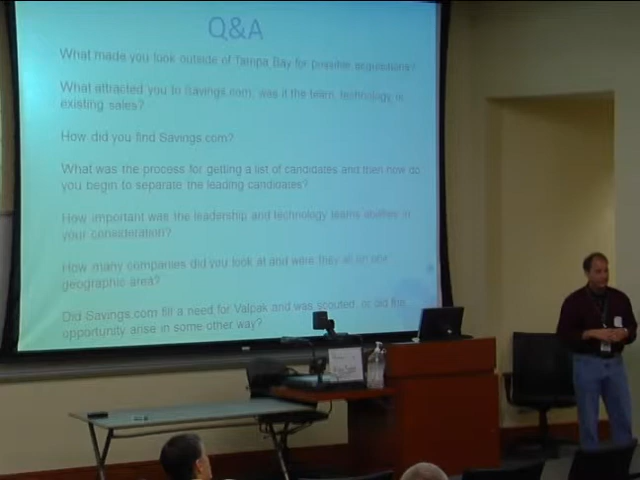 Q&A
What made you look outside of Tampa Bay for possible acquisitions?
What attracted you to Savings.com, was it the team, technology or
existing sales?
How did you find Savings.com?
What was the process for getting a list of candidates and then how do
you begin to separate the leading candidates?
How important was the leadership and technology teams abilities in
your consideration?
How many companies did you look at and were they all in one
geographic area?
Did Savings.com fill a need for Valpak and was scouted, or did the
opportunity arise in some other way?